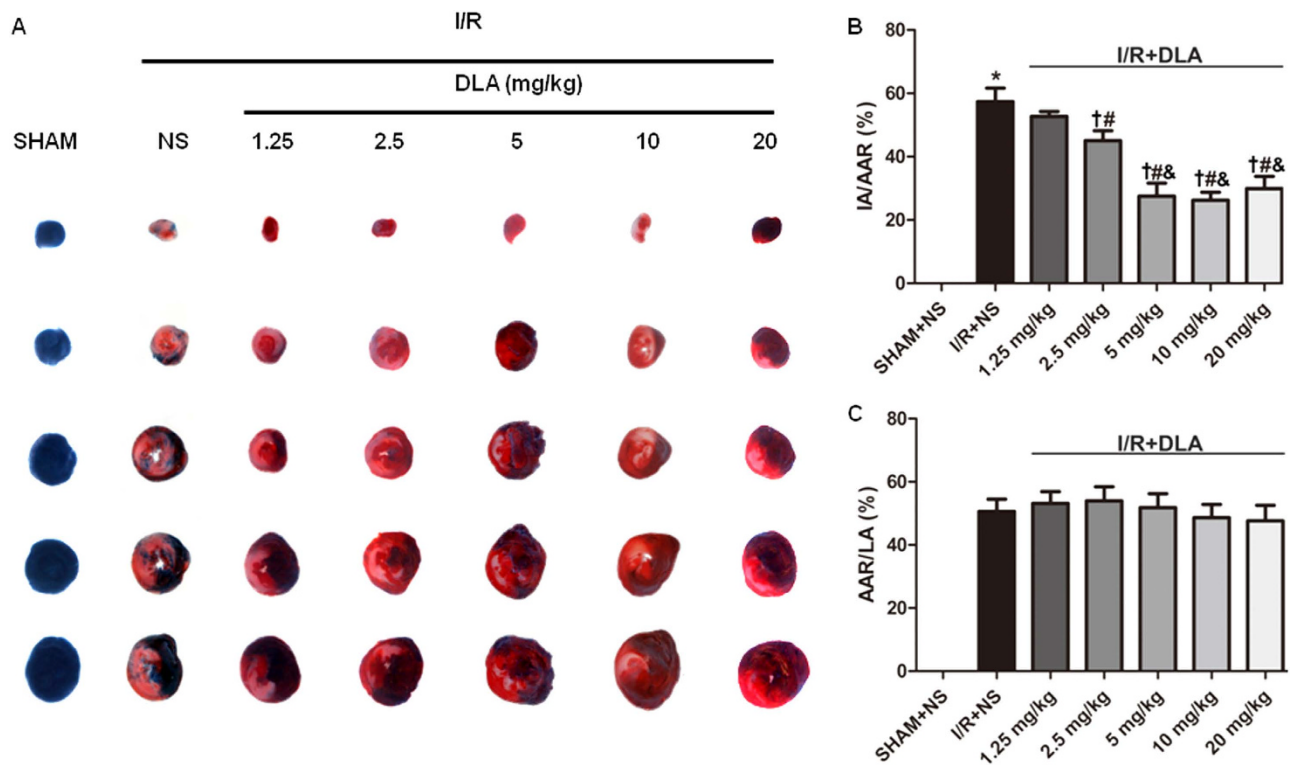 A
I/R
DLA (mg/kg)
SHAM NS 1.25 2.5 5 10 20
B
80
60
40
20
0
IA/AAR (%)
I/R+DLA
*
†#
†#&
†#&
†#&
SHAM+NS
I/R+NS
1.25 mg/kg
2.5 mg/kg
5 mg/kg
10 mg/kg
20 mg/kg
C
80
60
40
20
0
AAR/LA (%)
I/R+DLA
SHAM+NS
I/R+NS
1.25 mg/kg
2.5 mg/kg
5 mg/kg
10 mg/kg
20 mg/kg